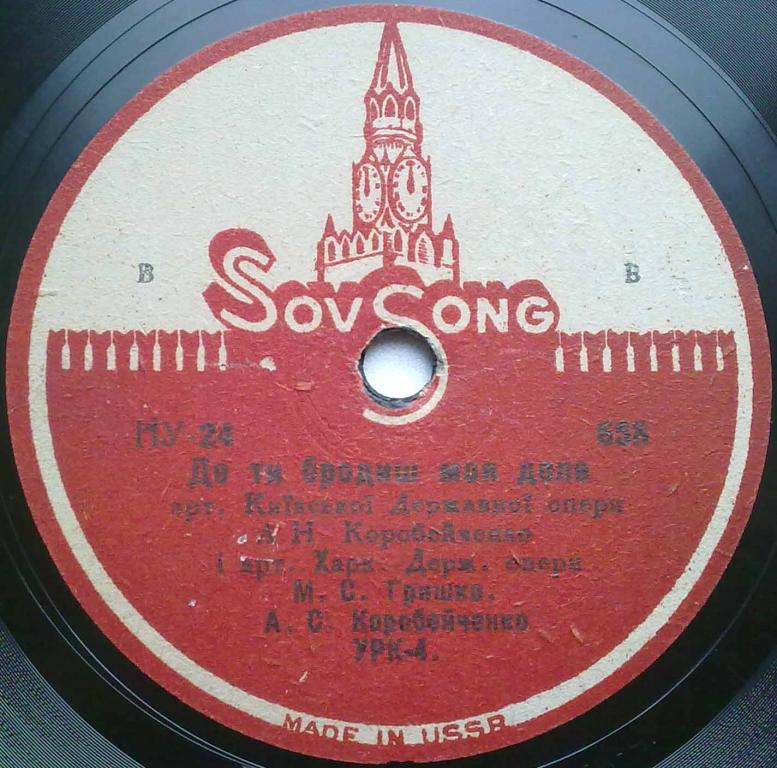 В В
SOVSONG
МУ-24 638
Де ти бродиш моя доля
арт. Київської Державної опери
А Н Коробейченко
і арт. Харк. Держ. опери
М. С. Гришко.
А. С. Коробейченко
УРК-4.
MADE IN USSR